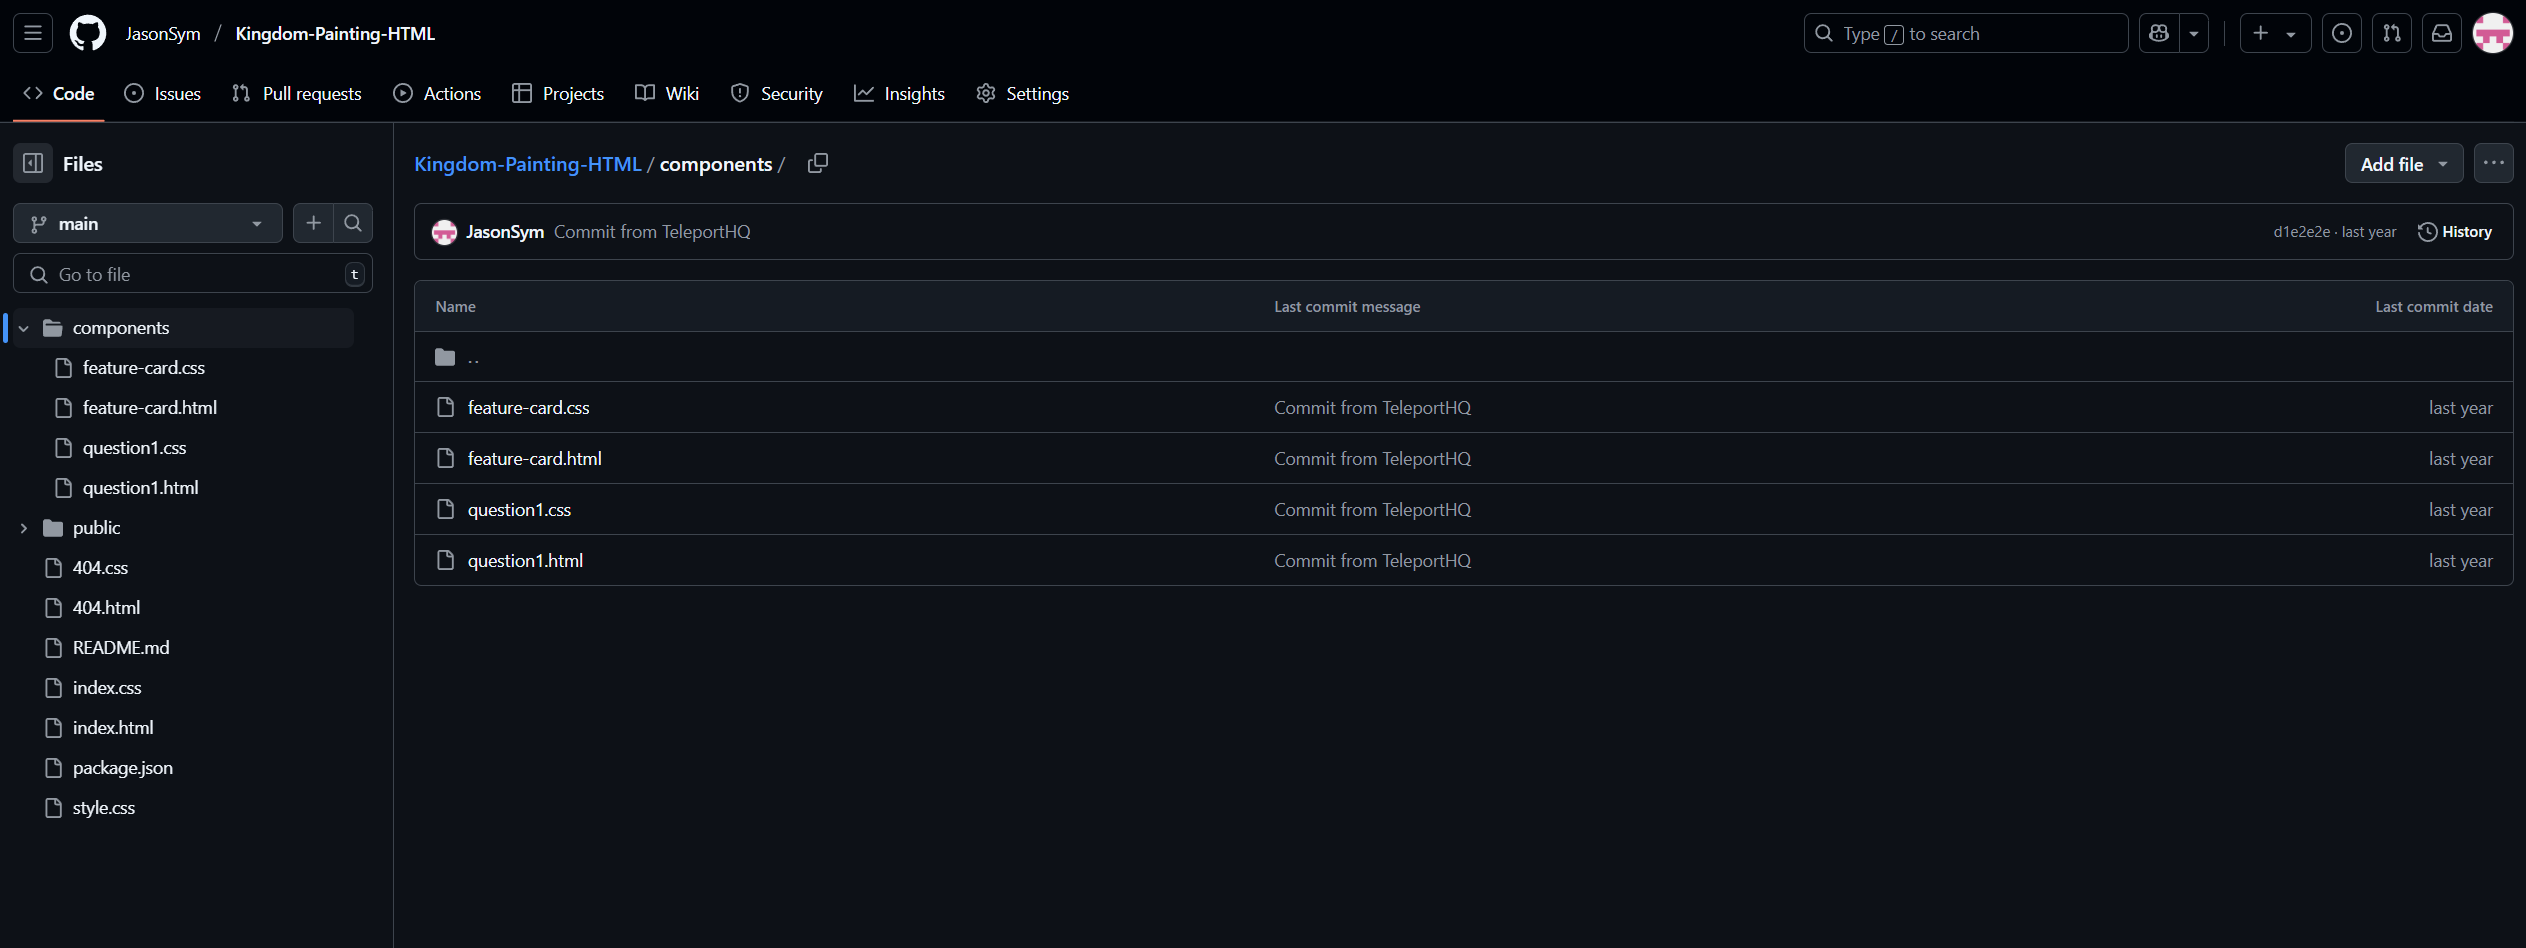 JasonSym / Kingdom-Painting-HTML
Type / to search
Code Issues Pull requests Actions Projects Wiki Security Insights Settings
Files
main
Go to file t
components
feature-card.css
feature-card.html
question1.css
question1.html
public
404.css
404.html
README.md
index.css
index.html
package.json
style.css
Kingdom-Painting-HTML / components /
Add file
JasonSym Commit from TeleportHQ
d1e2e2e · last year History
Name Last commit message Last commit date
..
feature-card.css Commit from TeleportHQ last year
feature-card.html Commit from TeleportHQ last year
question1.css Commit from TeleportHQ last year
question1.html Commit from TeleportHQ last year